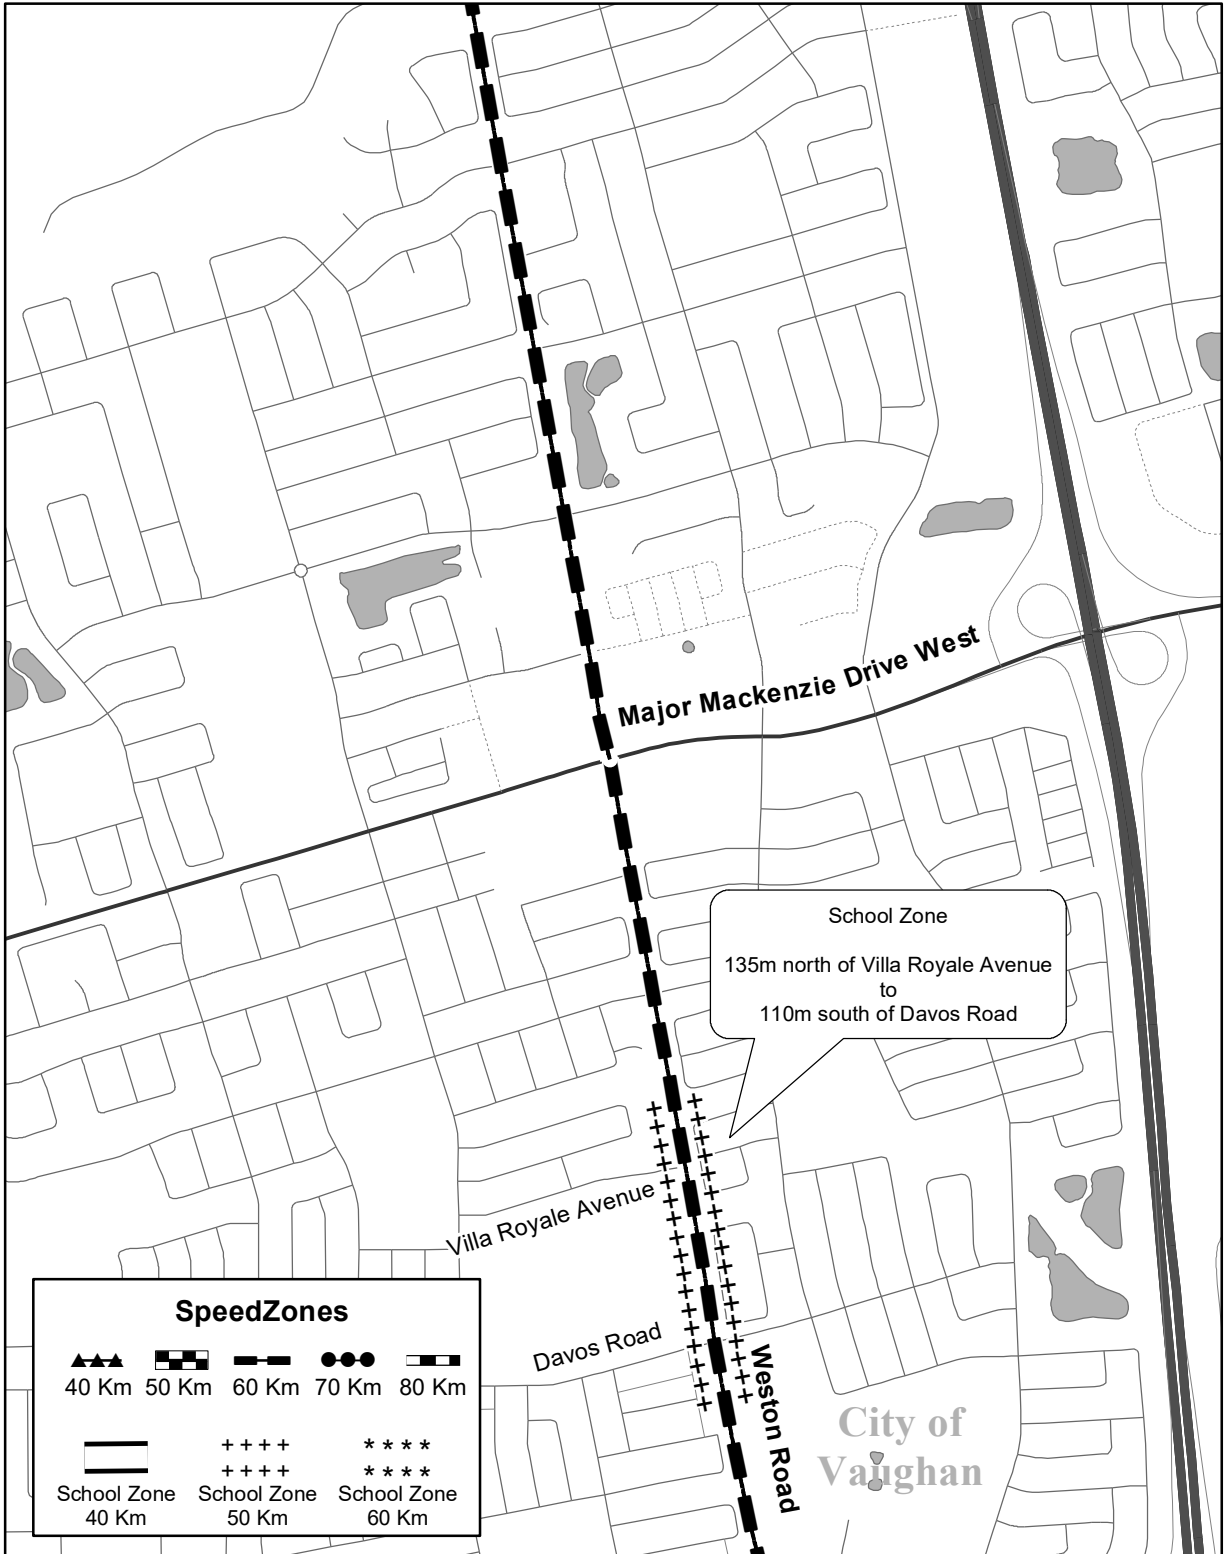 Major Mackenzie Drive West
School Zone
135m north of Villa Royale Avenue
to
110m south of Davos Road
Villa Royale Avenue
Davos Road
Weston Road
City of
Vaughan
SpeedZones
40 Km 50 Km 60 Km 70 Km 80 Km
School Zone School Zone School Zone
40 Km 50 Km 60 Km